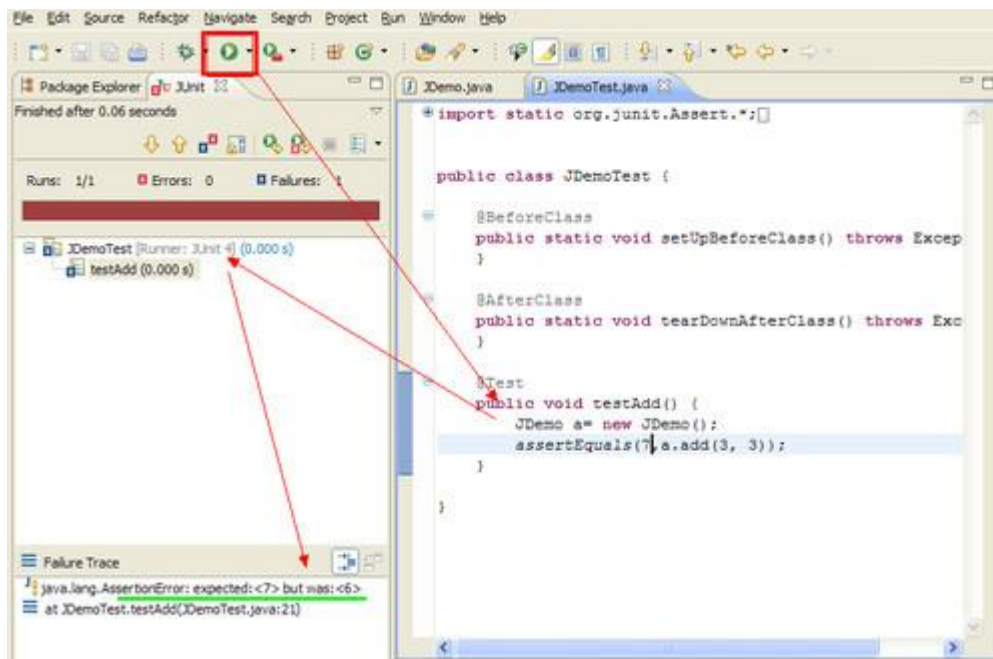 File Edit Source Refactor Navigate Search Project Run Window Help
Package Explorer JUnit
Finished after 0.06 seconds
Runs: 1/1 Errors: 0 Failures: 1
JDemoTest [Runner: JUnit 4] (0.000 s)
testAdd (0.000 s)
Failure Trace
java.lang.AssertionError: expected:<7> but was:<6>
at JDemoTest.testAdd(JDemoTest.java:21)
JDemo.java JDemoTest.java
import static org.junit.Assert.*;
public class JDemoTest {
@BeforeClass
public static void setUpBeforeClass() throws Excep
}
@AfterClass
public static void tearDownAfterClass() throws Exc
}
@Test
public void testAdd() {
JDemo a= new JDemo();
assertEquals(7,a.add(3, 3));
}
}